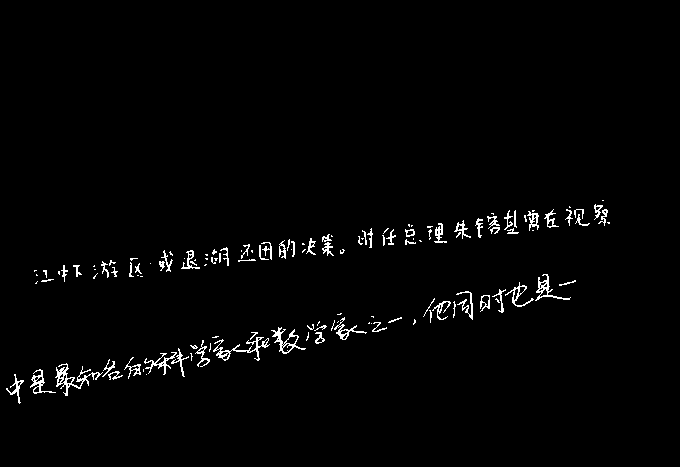 江中下游区域退湖还田的决策。时任总理朱镕基曾在视察
中是最知名的科学家和数学家之一，他同时也是一